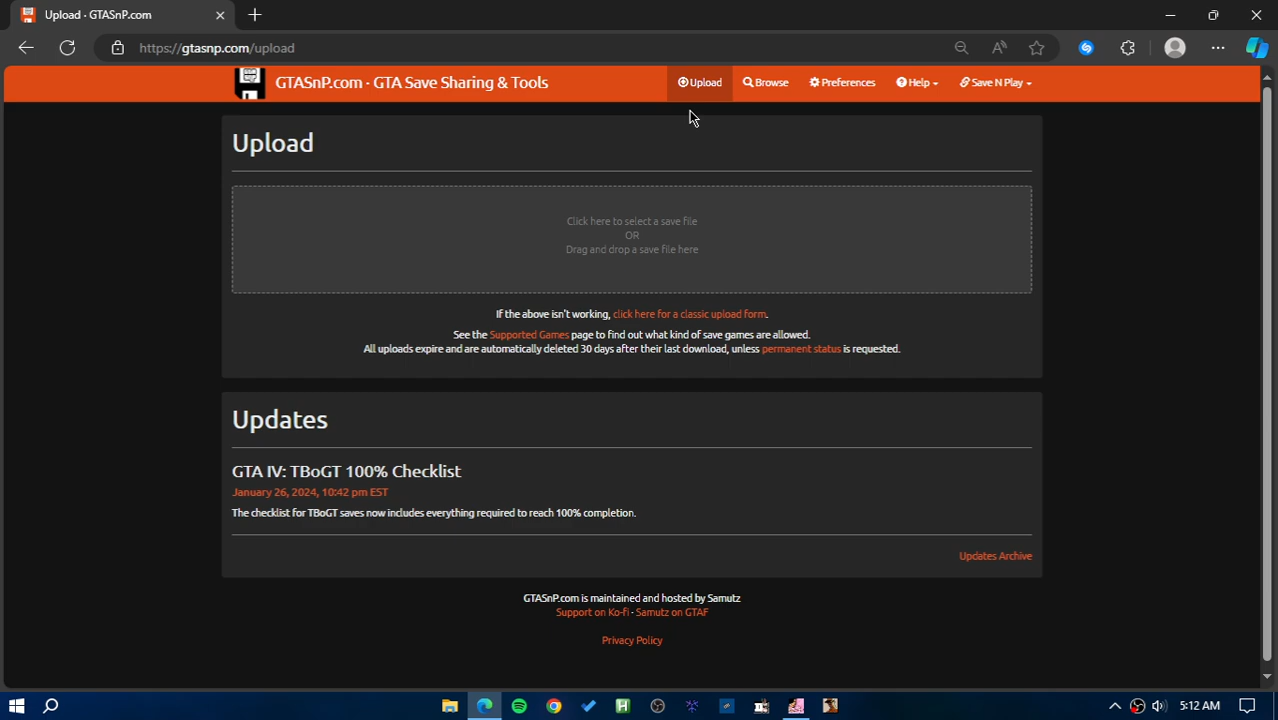 Upload - GTASnP.com
https://gtasnp.com/upload
GTASnP.com - GTA Save Sharing & Tools
Upload
Browse
Preferences
Help
Save N Play
Upload
Click here to select a save file
OR
Drag and drop a save file here
If the above isn't working, click here for a classic upload form.
See the Supported Games page to find out what kind of save games are allowed.
All uploads expire and are automatically deleted 30 days after their last download, unless permanent status is requested.
Updates
GTA IV: TBoGT 100% Checklist
January 26, 2024, 10:42 pm EST
The checklist for TBoGT saves now includes everything required to reach 100% completion.
Updates Archive
GTASnP.com is maintained and hosted by Samutz
Support on Ko-fi - Samutz on GTAF
Privacy Policy
5:12 AM